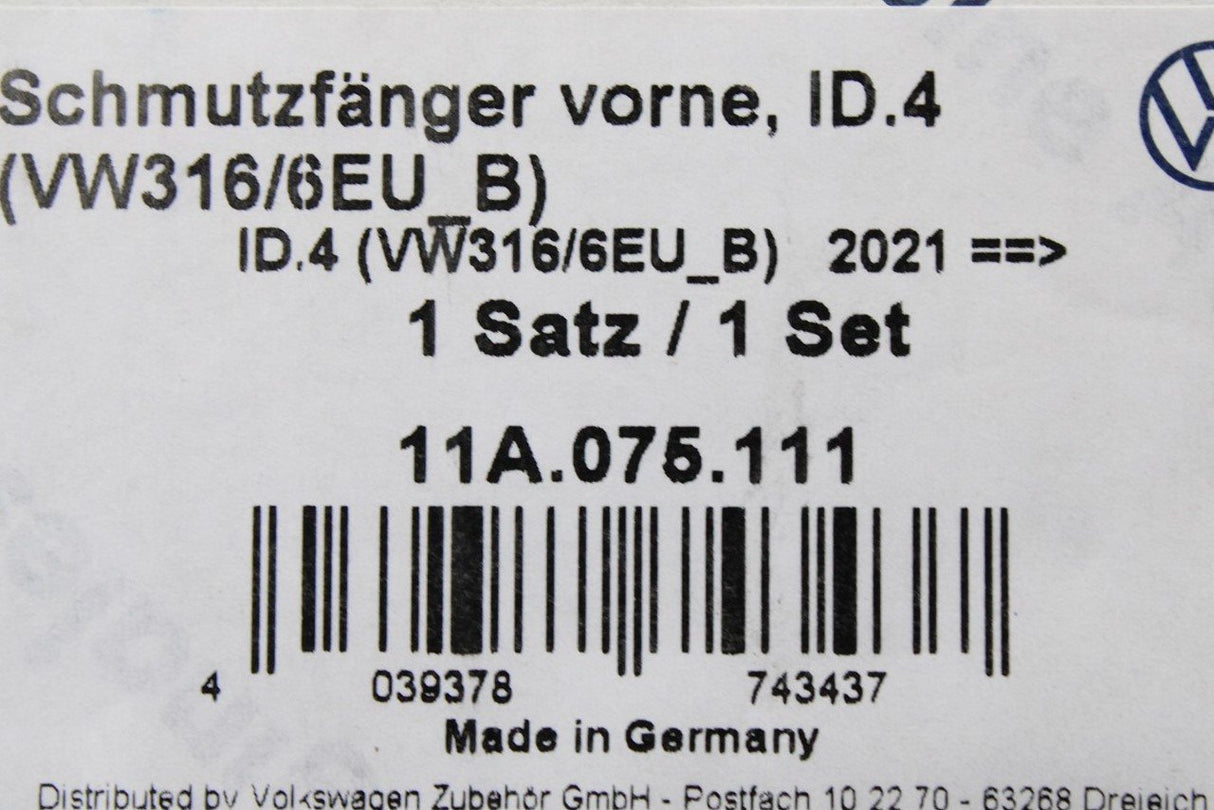 Schmutzfänger vorne, ID.4
(VW316/6EU_B)
ID.4 (VW316/6EU_B) 2021 ==>
1 Satz / 1 Set
11A.075.111
4 039378 743437
Made in Germany
Distributed by Volkswagen Zubehör GmbH - Postfach 10 22 70 - 63268 Dreieich